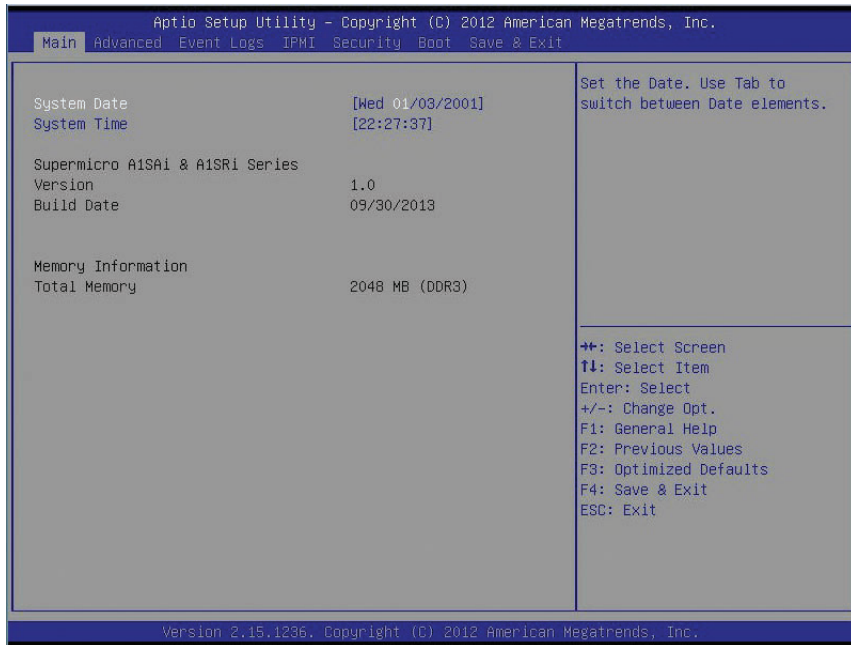 Aptio Setup Utility - Copyright (C) 2012 American Megatrends, Inc.
Main Advanced Event Logs IPMI Security Boot Save & Exit
System Date [Wed 01/03/2001]
System Time [22:27:37]
Supermicro A1SAi & A1SRi Series
Version 1.0
Build Date 09/30/2013
Memory Information
Total Memory 2048 MB (DDR3)
Set the Date. Use Tab to
switch between Date elements.
→←: Select Screen
↑↓: Select Item
Enter: Select
+/-: Change Opt.
F1: General Help
F2: Previous Values
F3: Optimized Defaults
F4: Save & Exit
ESC: Exit
Version 2.15.1236. Copyright (C) 2012 American Megatrends, Inc.